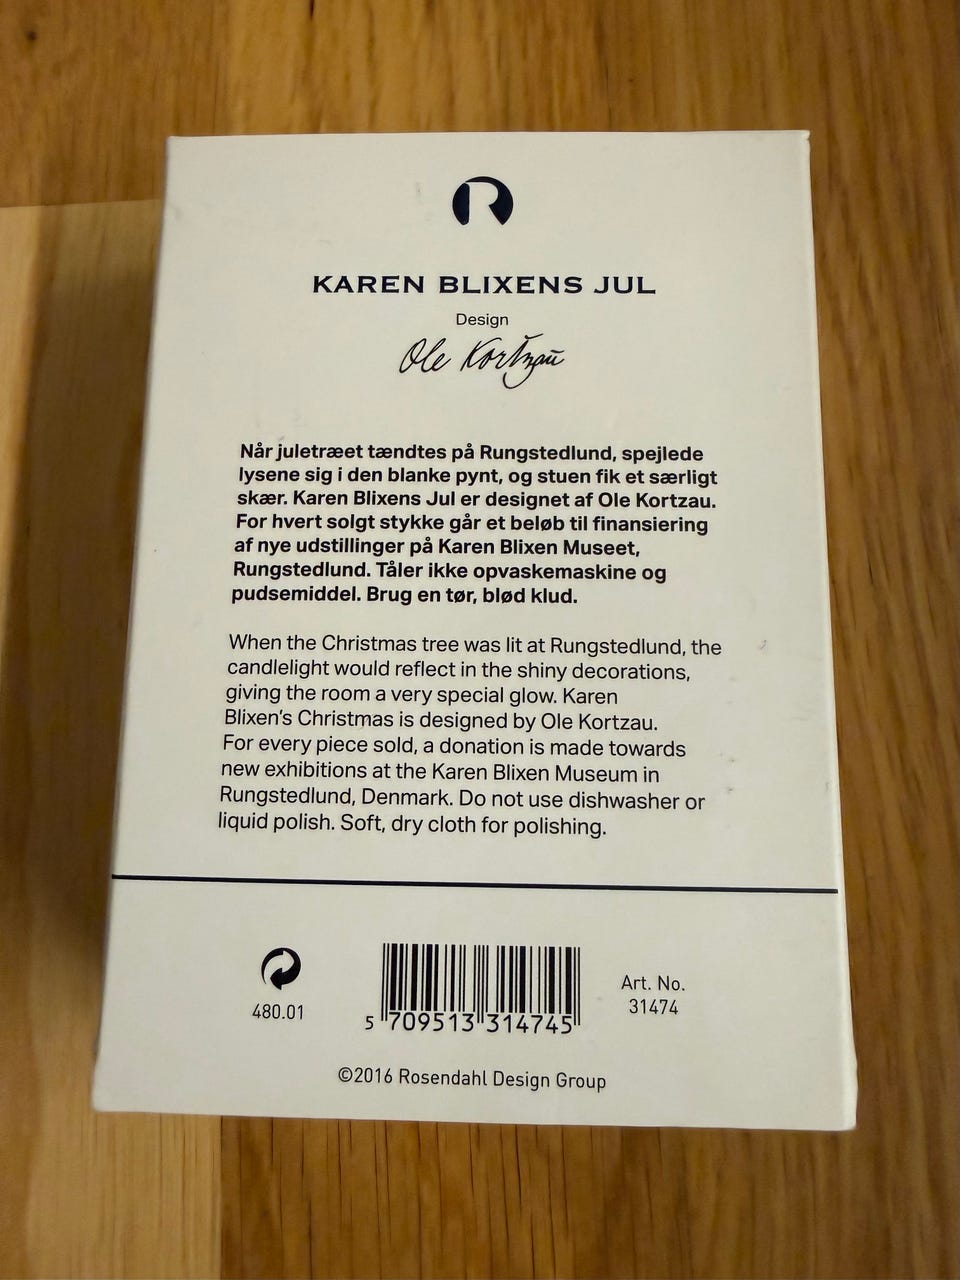 R
KAREN BLIXENS JUL
Design
Ole Kortzau
Når juletræet tændtes på Rungstedlund, spejlede
lysene sig i den blanke pynt, og stuen fik et særligt
skær. Karen Blixens Jul er designet af Ole Kortzau.
For hvert solgt stykke går et beløb til finansiering
af nye udstillinger på Karen Blixen Museet,
Rungstedlund. Tåler ikke opvaskemaskine og
pudsemiddel. Brug en tør, blød klud.
When the Christmas tree was lit at Rungstedlund, the
candlelight would reflect in the shiny decorations,
giving the room a very special glow. Karen
Blixen's Christmas is designed by Ole Kortzau.
For every piece sold, a donation is made towards
new exhibitions at the Karen Blixen Museum in
Rungstedlund, Denmark. Do not use dishwasher or
liquid polish. Soft, dry cloth for polishing.
480.01
5 709513 314745
Art. No.
31474
©2016 Rosendahl Design Group